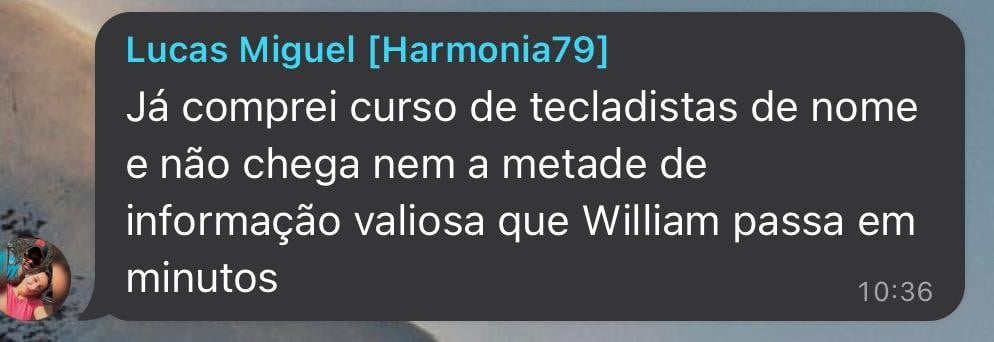 Lucas Miguel [Harmonia79]
Já comprei curso de tecladistas de nome
e não chega nem a metade de
informação valiosa que William passa em
minutos
10:36